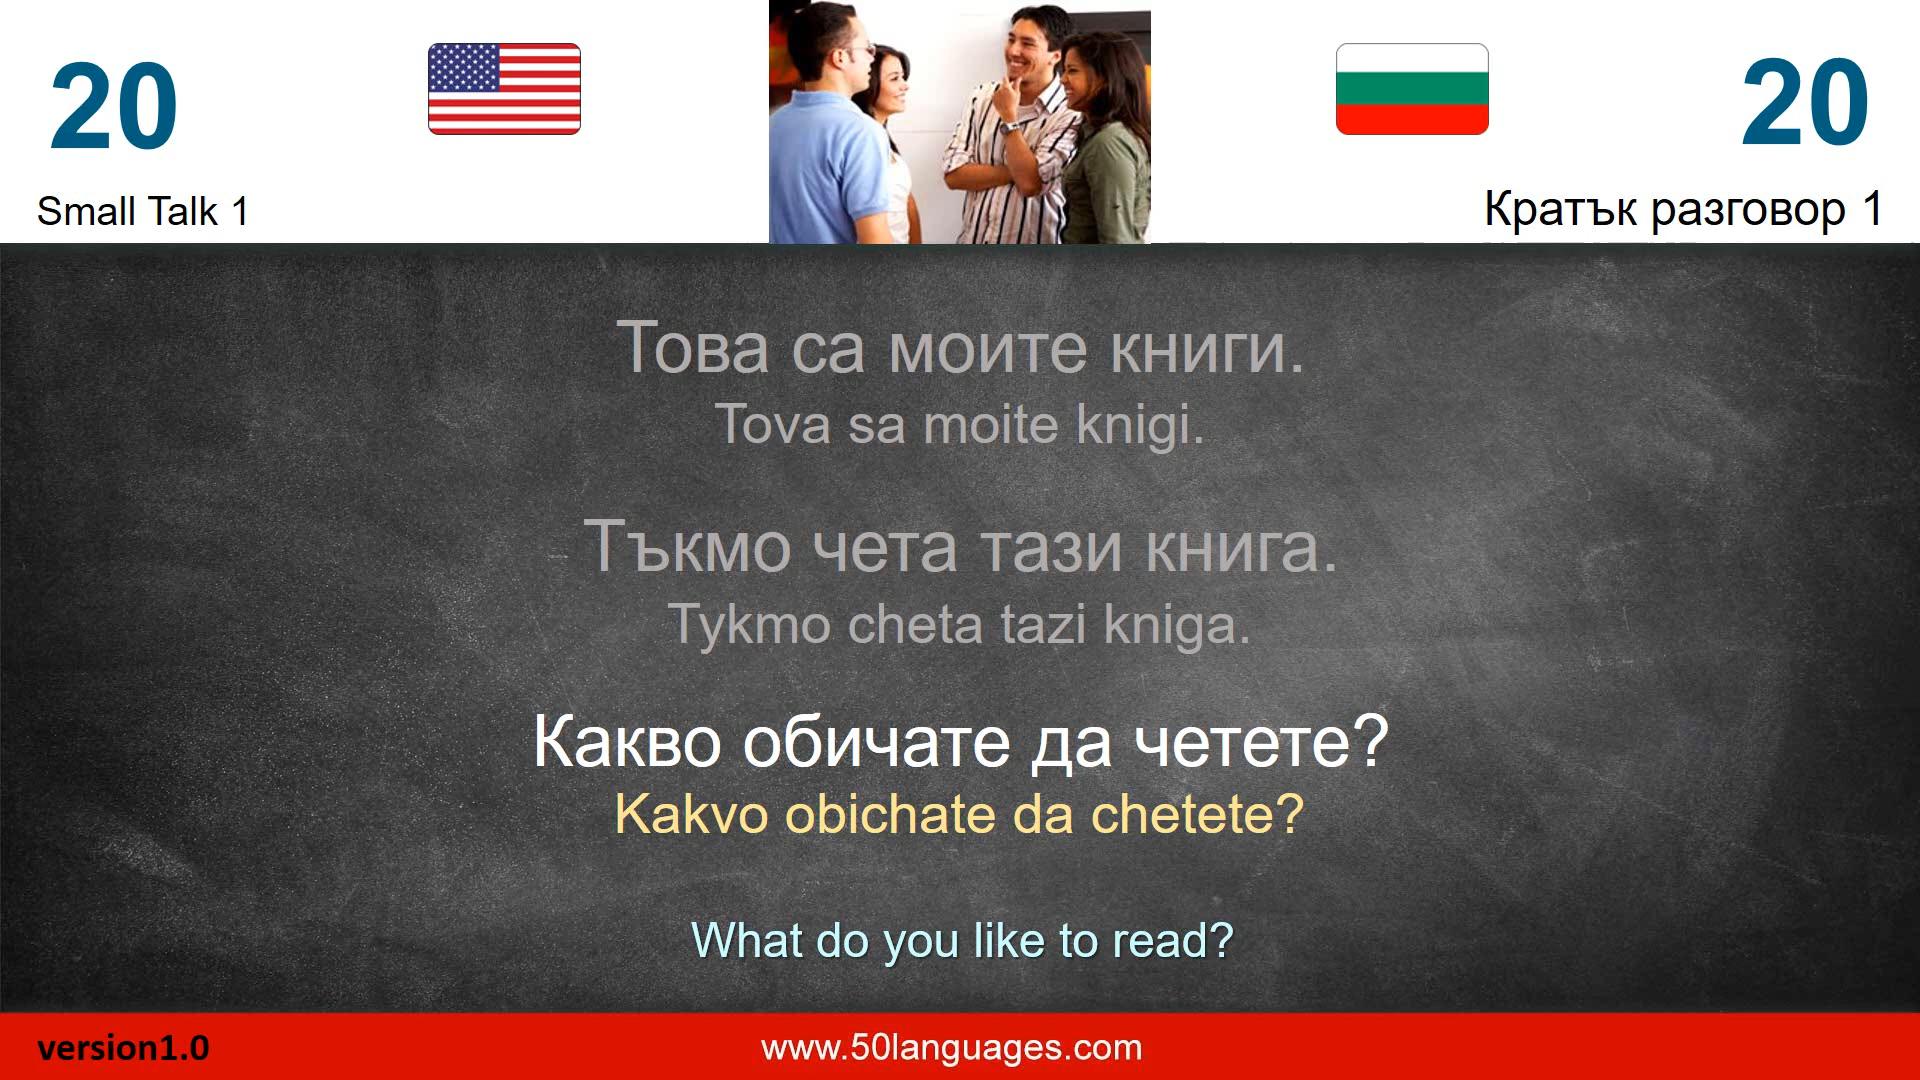 20
20
Small Talk 1
Кратък разговор 1
Това са моите книги.
Tova sa moite knigi.
Тъкмо чета тази книга.
Tykmo cheta tazi kniga.
Какво обичате да четете?
Kakvo obichate da chetete?
What do you like to read?
version1.0
www.50languages.com